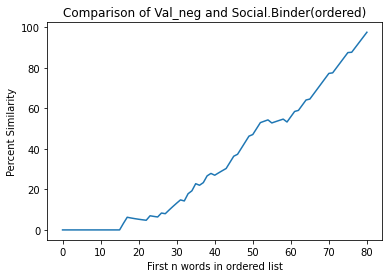 Comparison of Val_neg and Social.Binder(ordered)
Percent Similarity
100
80
60
40
20
0
0 10 20 30 40 50 60 70 80
First n words in ordered list